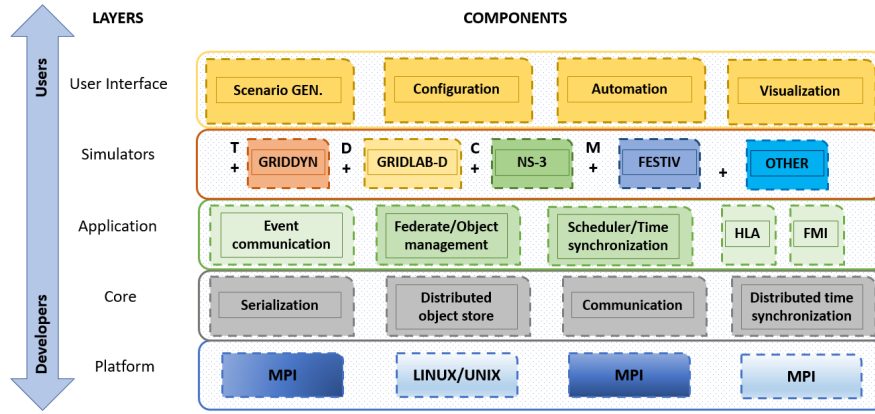 LAYERS
COMPONENTS
Users
Developers
User Interface
Scenario GEN.
Configuration
Automation
Visualization
Simulators
T
+
GRIDDYN
D
+
GRIDLAB-D
C
+
NS-3
M
+
FESTIV
+
OTHER
Application
Event
communication
Federate/Object
management
Scheduler/Time
synchronization
HLA
FMI
Core
Serialization
Distributed
object store
Communication
Distributed time
synchronization
Platform
MPI
LINUX/UNIX
MPI
MPI